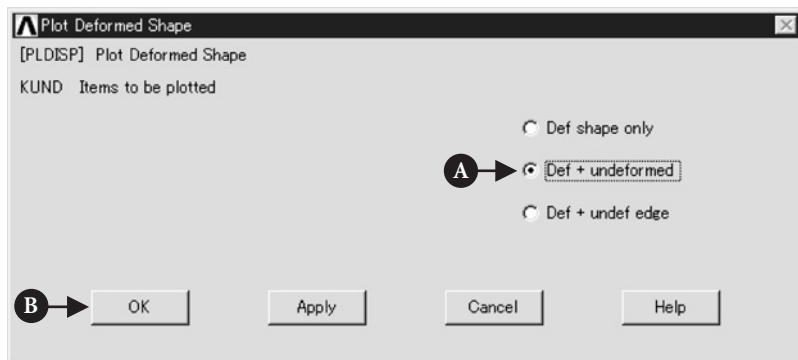 Plot Deformed Shape
[PLDISP] Plot Deformed Shape
KUND Items to be plotted
Def shape only
A Def + undeformed
Def + undef edge
B OK Apply Cancel Help